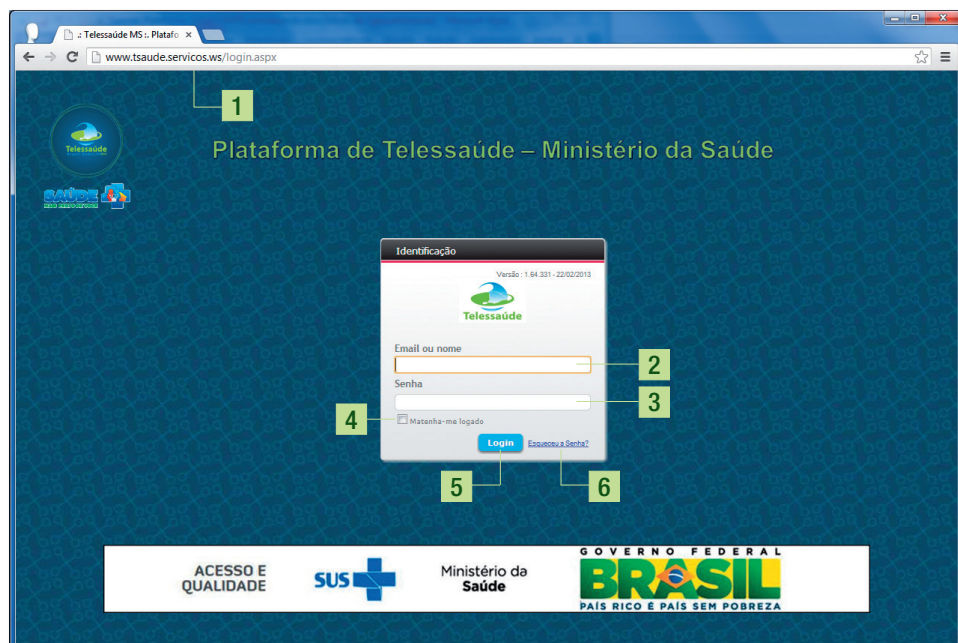 .: Telessaúde MS :. Platafo
www.tsaude.servicos.ws/login.aspx
1
Telessaúde
Plataforma de Telessaúde – Ministério da Saúde
SAÚDE
Identificação
Versão : 1.64.331 - 22/02/2013
Telessaúde
Email ou nome
2
Senha
3
4
Matenha-me logado
Login
Esqueceu a Senha?
5
6
ACESSO E
QUALIDADE
SUS
Ministério da
Saúde
GOVERNO FEDERAL
BRASIL
PAÍS RICO É PAÍS SEM POBREZA